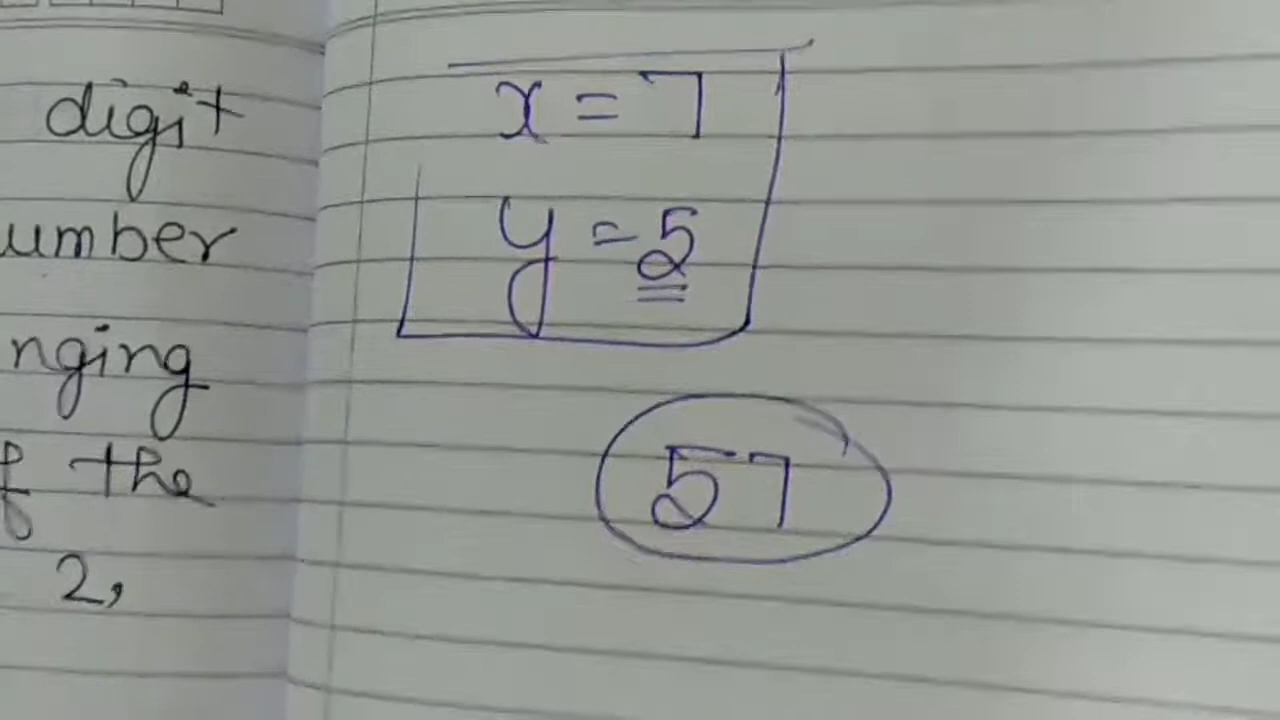 digit
umber
nging
f the
2,
x = 7
y = 5
57